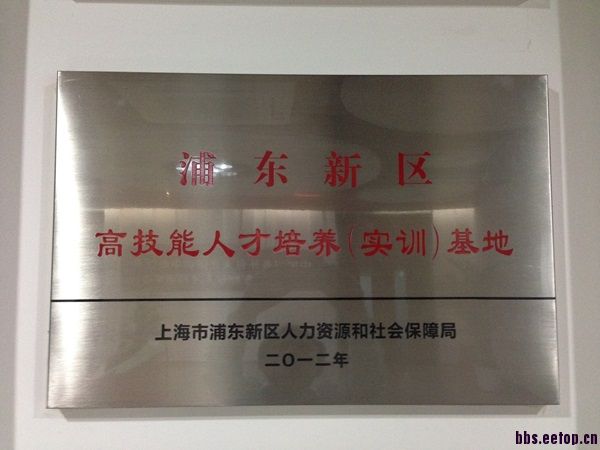 浦东新区
高技能人才培养(实训)基地
上海市浦东新区人力资源和社会保障局
二〇一二年
bbs.eetop.cn